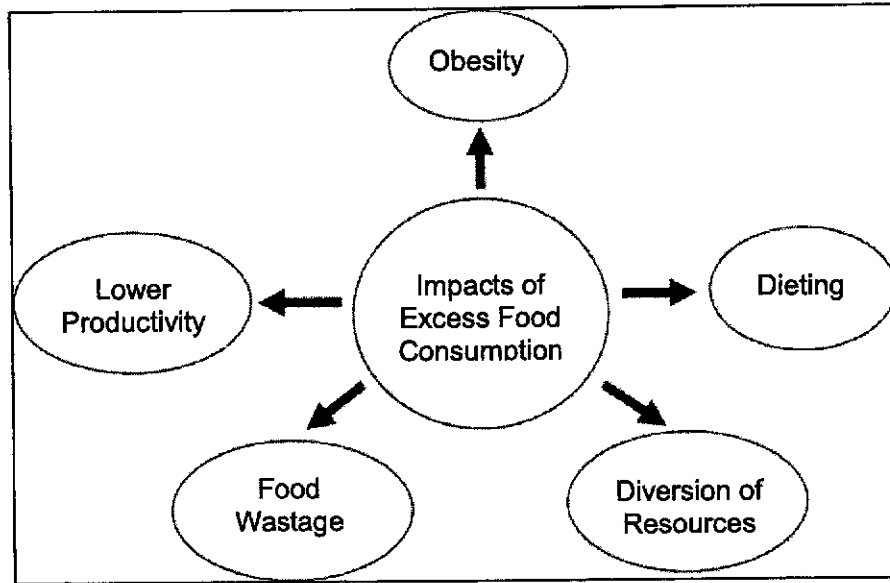 Obesity
Lower
Productivity
Impacts of
Excess Food
Consumption
Dieting
Food
Wastage
Diversion of
Resources